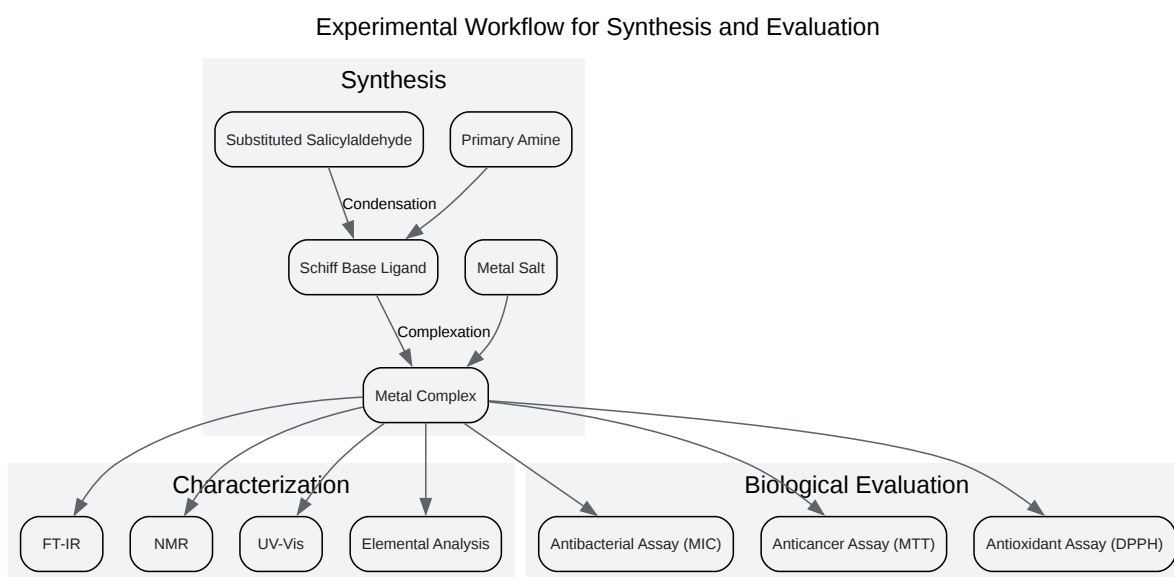 Experimental Workflow for Synthesis and Evaluation
Synthesis
Substituted Salicylaldehyde
Primary Amine
Condensation
Schiff Base Ligand
Metal Salt
Complexation
Metal Complex
Characterization
Biological Evaluation
FT-IR
NMR
UV-Vis
Elemental Analysis
Antibacterial Assay (MIC)
Anticancer Assay (MTT)
Antioxidant Assay (DPPH)